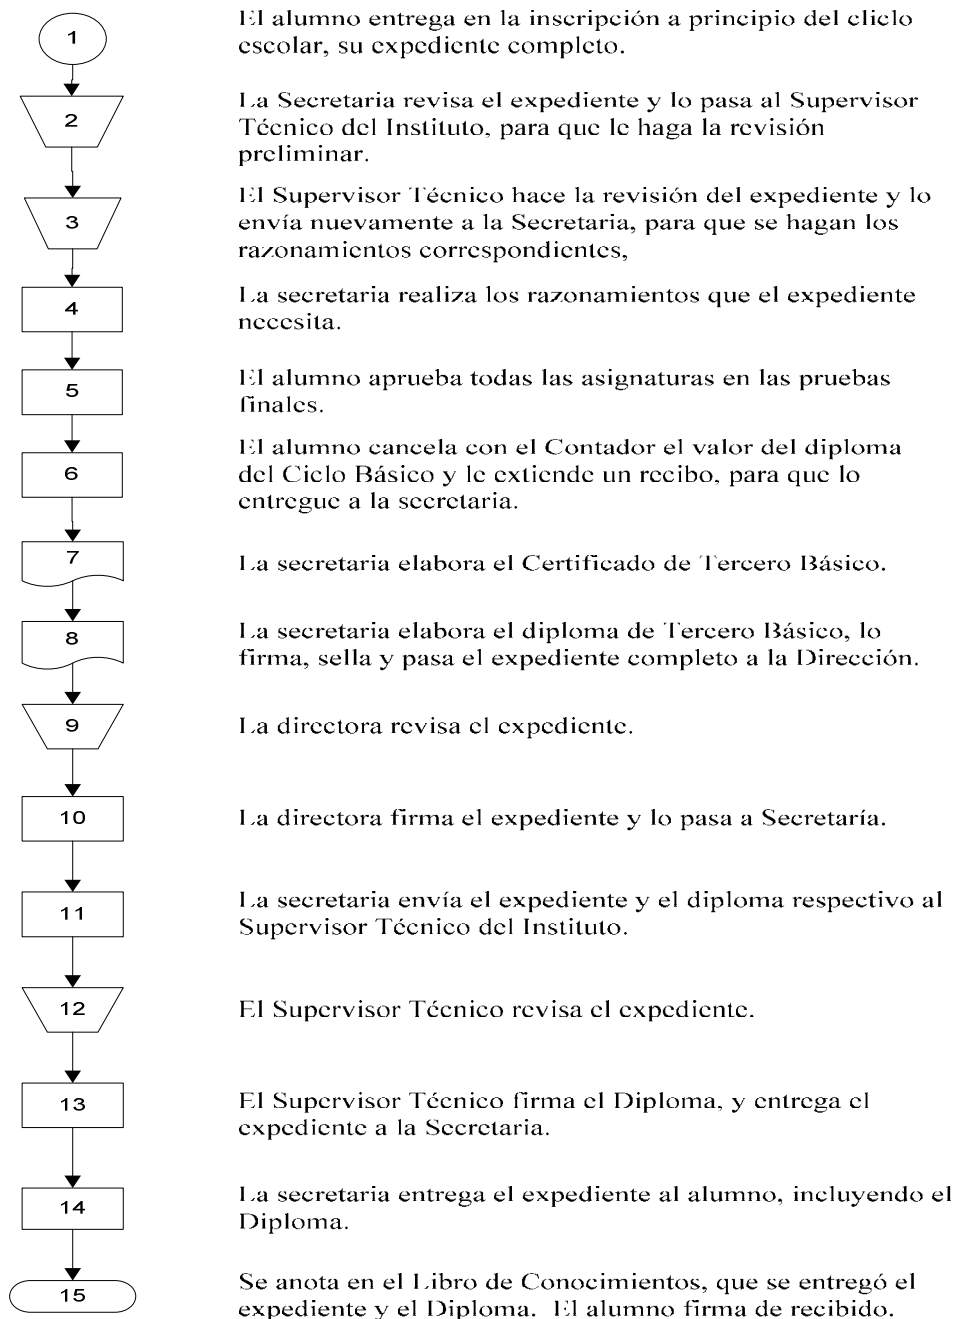 1
El alumno entrega en la inscripción a principio del cliclo
escolar, su expediente completo.
2
La Secretaria revisa el expediente y lo pasa al Supervisor
Técnico del Instituto, para que le haga la revisión
preliminar.
3
El Supervisor Técnico hace la revisión del expediente y lo
envía nuevamente a la Secretaria, para que se hagan los
razonamientos correspondientes,
4
La secretaria realiza los razonamientos que el expediente
necesita.
5
El alumno aprueba todas las asignaturas en las pruebas
finales.
6
El alumno cancela con el Contador el valor del diploma
del Ciclo Básico y le extiende un recibo, para que lo
entregue a la secretaria.
7
La secretaria elabora el Certificado de Tercero Básico.
8
La secretaria elabora el diploma de Tercero Básico, lo
firma, sella y pasa el expediente completo a la Dirección.
9
La directora revisa el expediente.
10
La directora firma el expediente y lo pasa a Secretaría.
11
La secretaria envía el expediente y el diploma respectivo al
Supervisor Técnico del Instituto.
12
El Supervisor Técnico revisa el expediente.
13
El Supervisor Técnico firma el Diploma, y entrega el
expediente a la Secretaria.
14
La secretaria entrega el expediente al alumno, incluyendo el
Diploma.
15
Se anota en el Libro de Conocimientos, que se entregó el
expediente y el Diploma. El alumno firma de recibido.